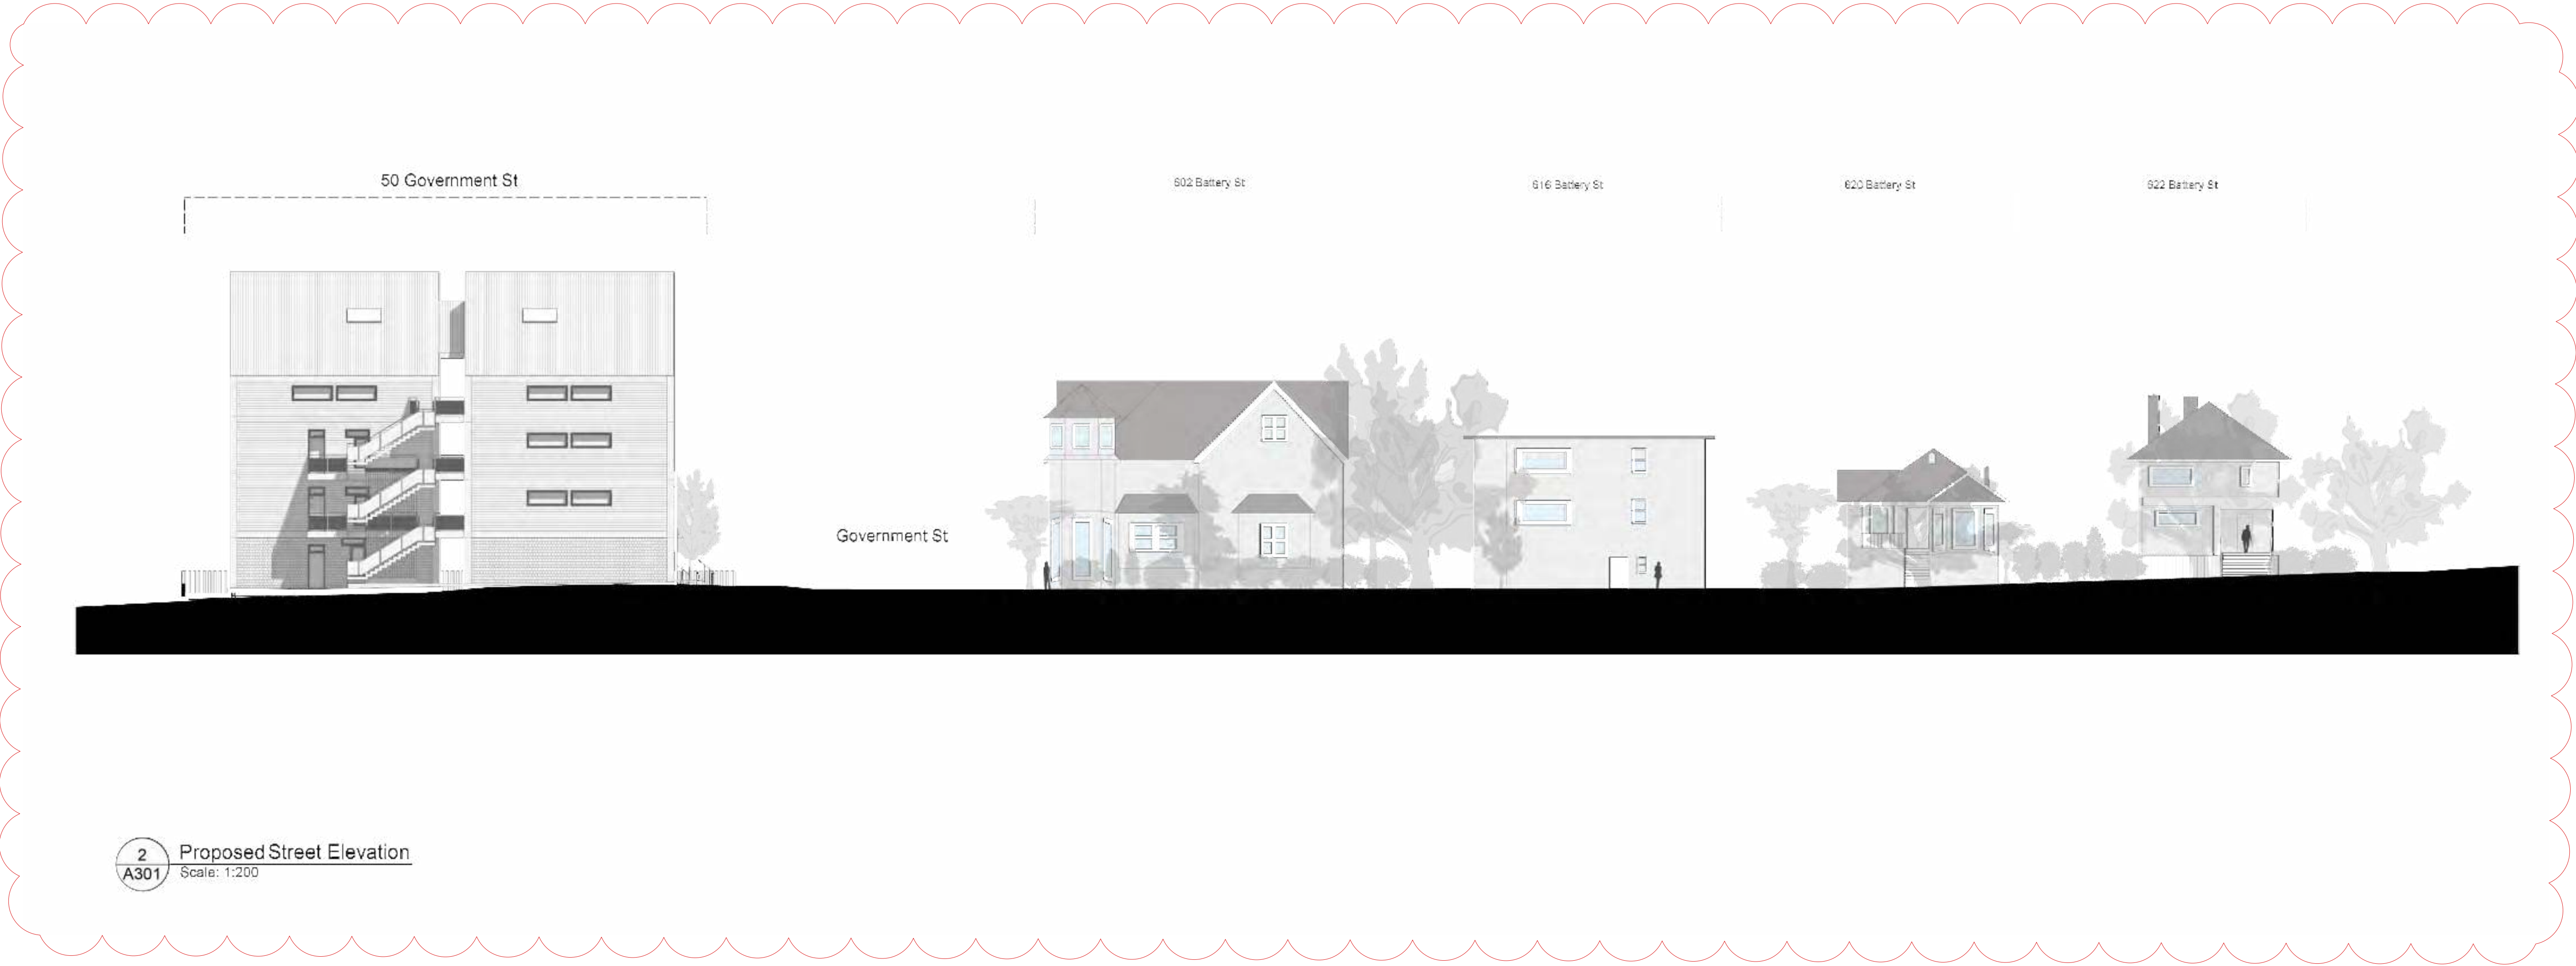 50 Government St
602 Battery St
616 Battery St
620 Battery St
622 Battery St
Government St
2
A301
Proposed Street Elevation
Scale: 1:200